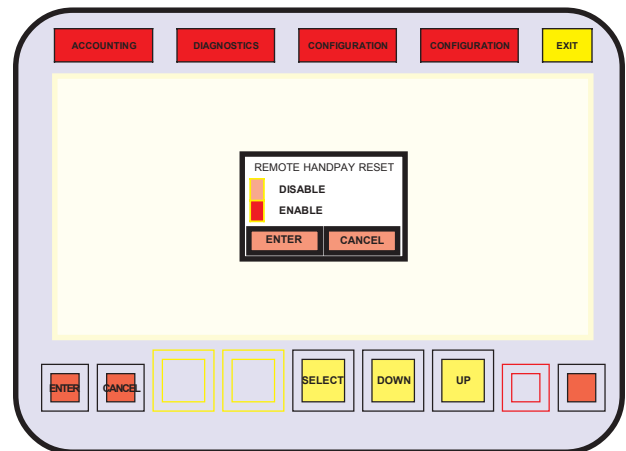 ACCOUNTING DIAGNOSTICS CONFIGURATION CONFIGURATION EXIT
REMOTE HANDPAY RESET
DISABLE
ENABLE
ENTER CANCEL
ENTER CANCEL SELECT DOWN UP